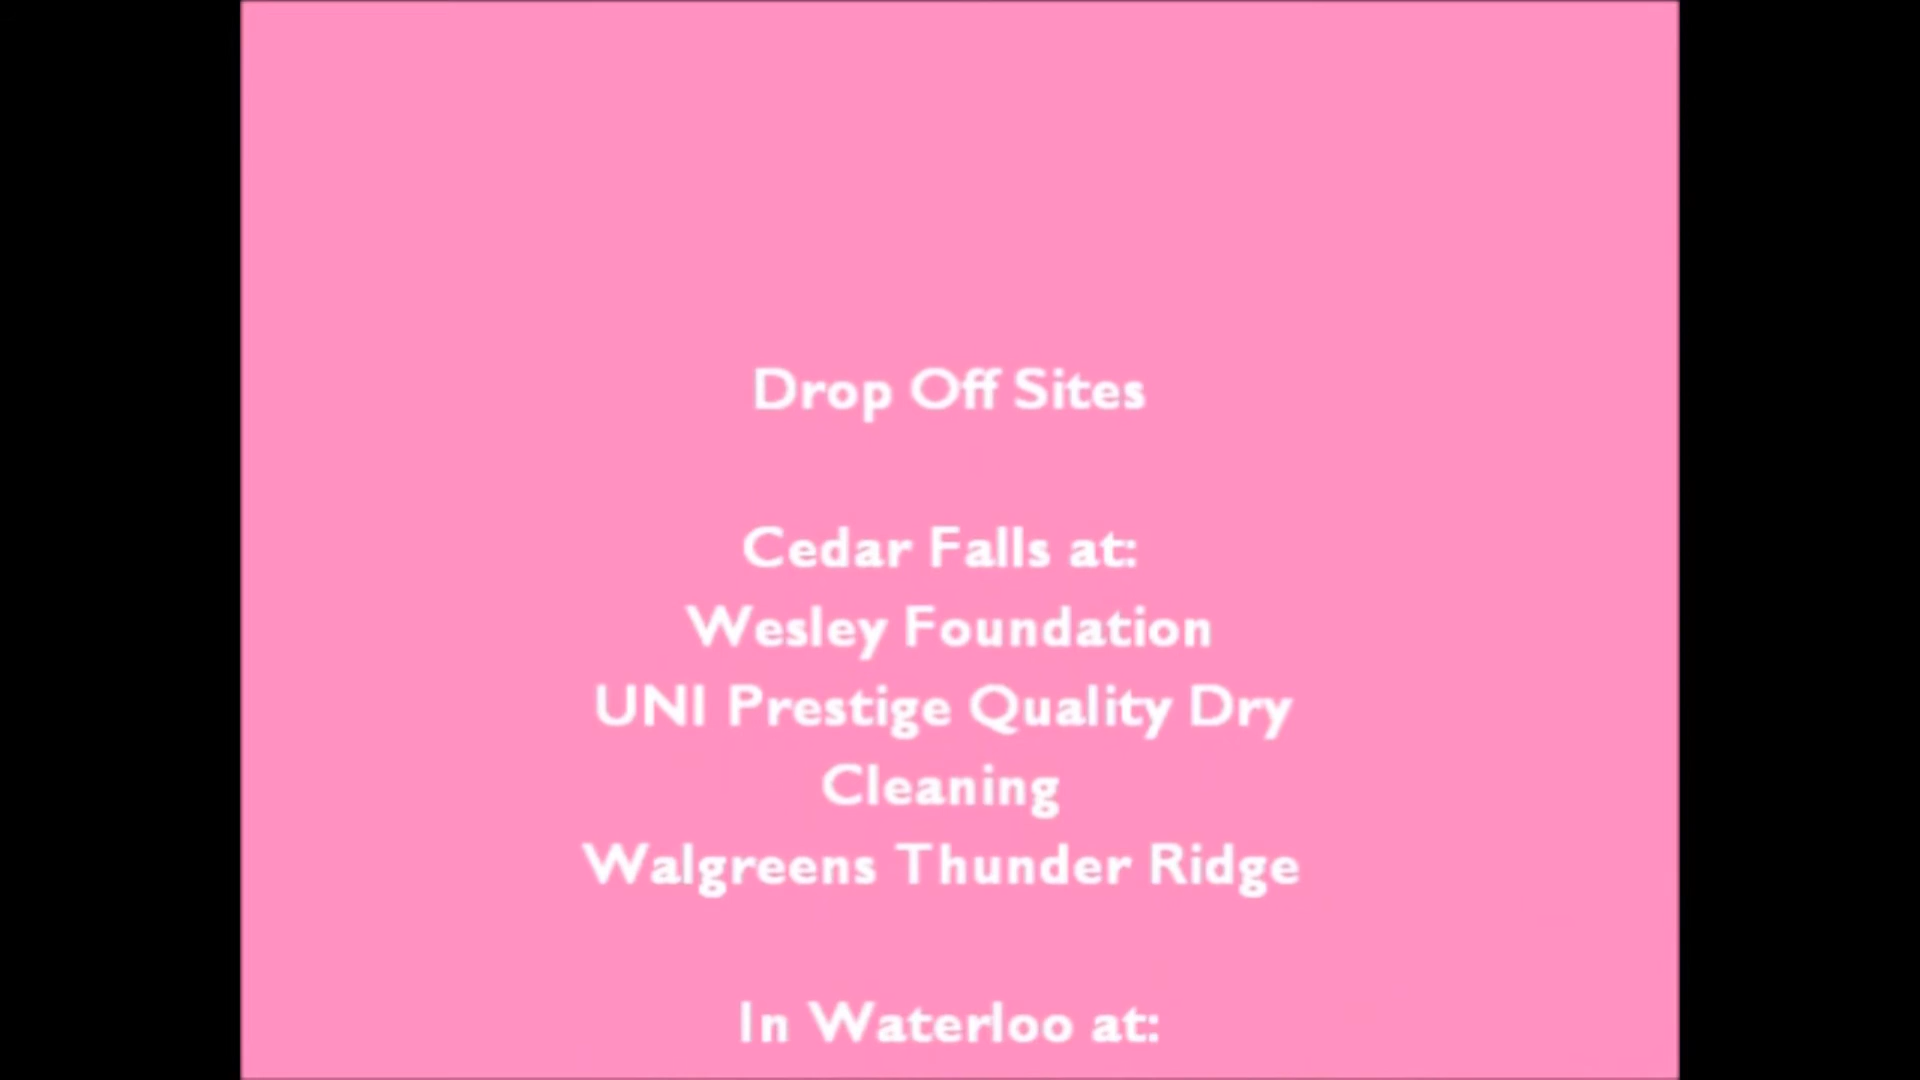 Drop Off Sites
Cedar Falls at:
Wesley Foundation
UNI Prestige Quality Dry
Cleaning
Walgreens Thunder Ridge
In Waterloo at: